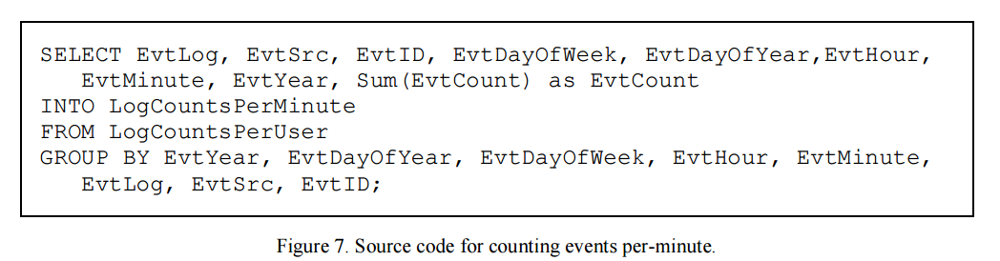 SELECT EvtLog, EvtSrc, EvtID, EvtDayOfWeek, EvtDayOfYear,EvtHour,
EvtMinute, EvtYear, Sum(EvtCount) as EvtCount
INTO LogCountsPerMinute
FROM LogCountsPerUser
GROUP BY EvtYear, EvtDayOfYear, EvtDayOfWeek, EvtHour, EvtMinute,
EvtLog, EvtSrc, EvtID;
Figure 7. Source code for counting events per-minute.